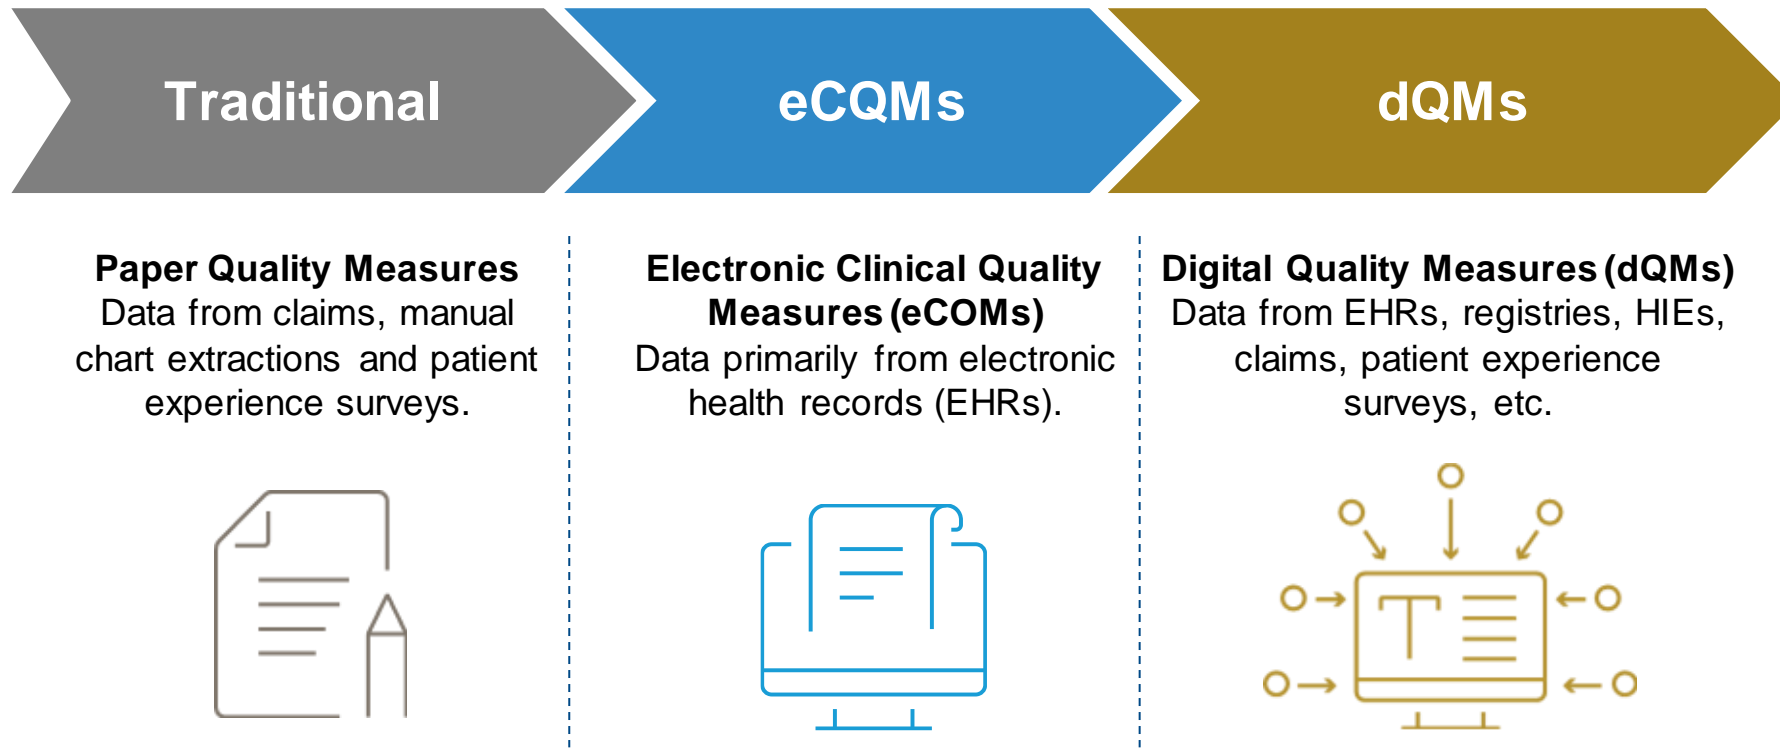 Traditional
eCQMs
dQMs
Paper Quality Measures
Data from claims, manual
chart extractions and patient
experience surveys.
Electronic Clinical Quality
Measures (eCOMs)
Data primarily from electronic
health records (EHRs).
Digital Quality Measures (dQMs)
Data from EHRs, registries, HIEs,
claims, patient experience
surveys, etc.
T